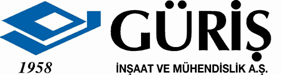 GÜRİŞ
1958 İNŞAAT VE MÜHENDİSLİK A.Ş.